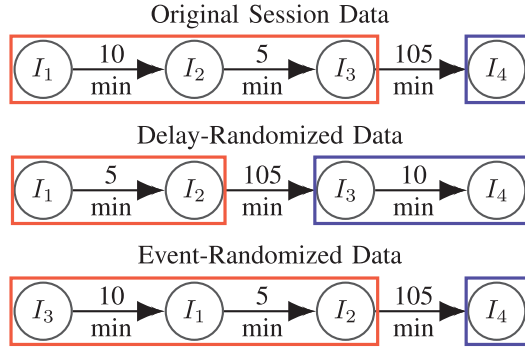 Original Session Data
10 5 105
I₁ I₂ I₃ I₄
min min min
Delay-Randomized Data
5 105 10
I₁ I₂ I₃ I₄
min min min
Event-Randomized Data
10 5 105
I₃ I₁ I₂ I₄
min min min